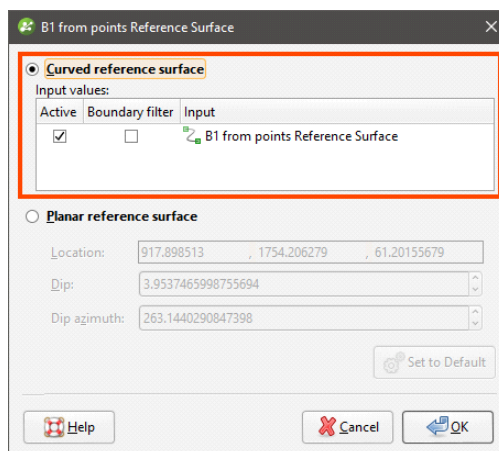 B1 from points Reference Surface
Curved reference surface
Input values:
Active Boundary filter Input
B1 from points Reference Surface
Planar reference surface
Location: 917.898513 , 1754.206279 , 61.20155679
Dip: 3.9537465998755694
Dip azimuth: 263.1440290847398
Set to Default
Help Cancel OK